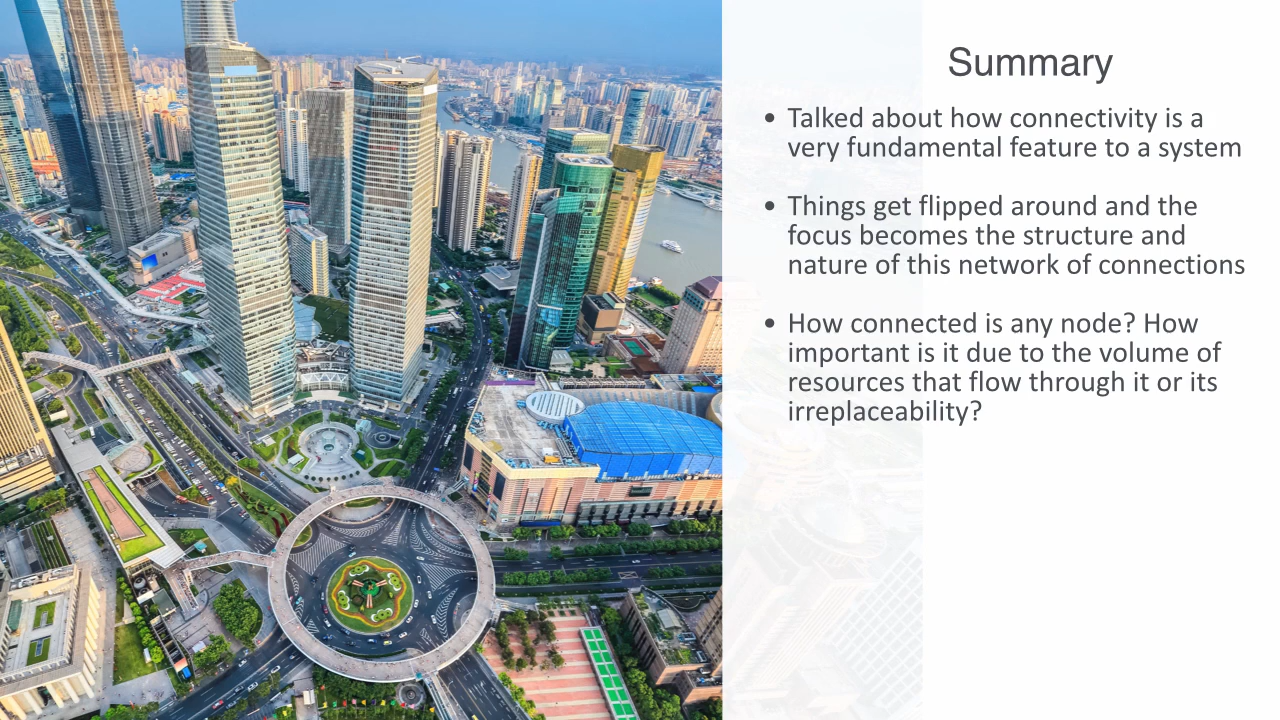 Summary
• Talked about how connectivity is a
very fundamental feature to a system
• Things get flipped around and the
focus becomes the structure and
nature of this network of connections
• How connected is any node? How
important is it due to the volume of
resources that flow through it or its
irreplaceability?